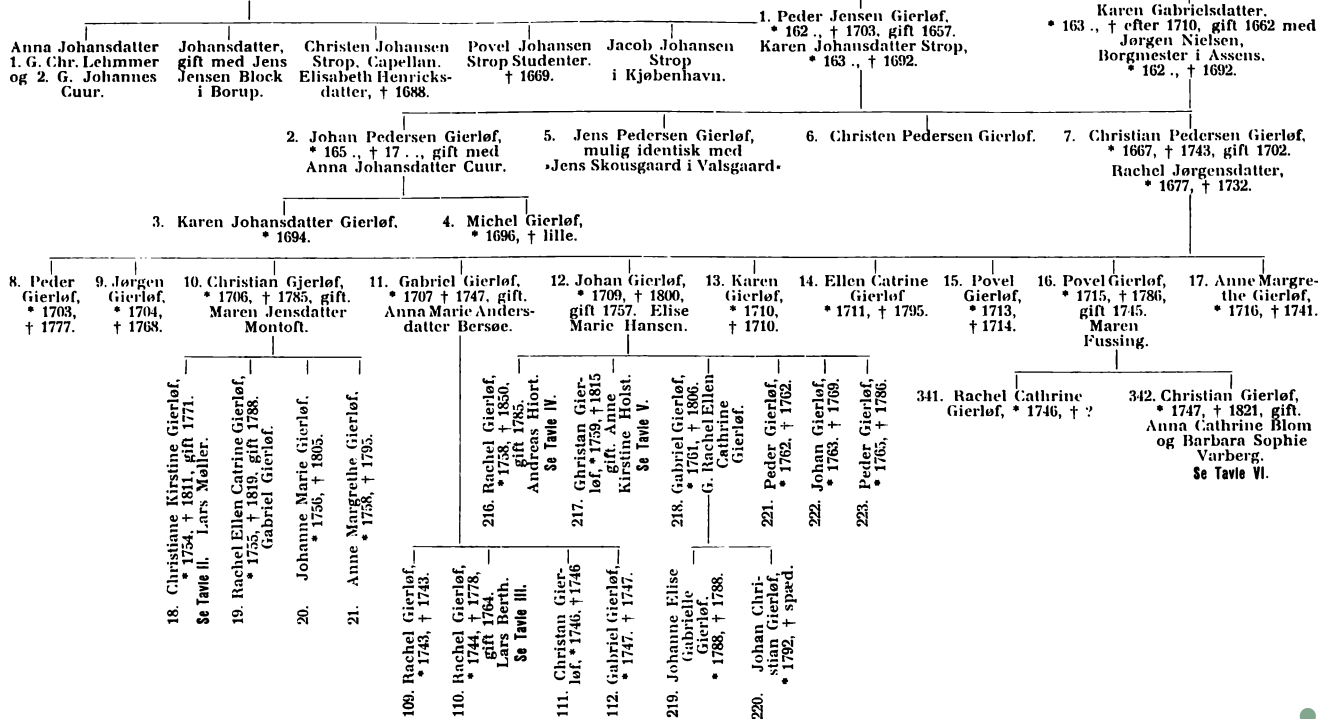 Anna Johansdatter
1. G. Chr. Lehmmer
og 2. G. Johannes
Cuur.
Johansdatter,
gift med Jens
Jensen Block
i Borup.
Christen Johansen
Strop, Capellan.
Elisabeth Henricks-
datter, † 1688.
Povel Johansen
Strop Studenter.
† 1669.
Jacob Johansen
Strop
i Kjøbenhavn.
1. Peder Jensen Gierløf,
* 162 ., † 1703, gift 1657.
Karen Johansdatter Strop,
* 163 ., † 1692.
Karen Gabrielsdatter,
* 163 ., † efter 1710, gift 1662 med
Jørgen Nielsen,
Borgmester i Assens,
* 162 ., † 1692.
2. Johan Pedersen Gierløf,
* 165 ., † 17 . ., gift med
Anna Johansdatter Cuur.
5. Jens Pedersen Gierløf,
mulig identisk med
»Jens Skousgaard i Valsgaard«
6. Christen Pedersen Gierløf.
7. Christian Pedersen Gierløf,
* 1667, † 1743, gift 1702.
Rachel Jørgensdatter,
* 1677, † 1732.
3. Karen Johansdatter Gierløf,
* 1694.
4. Michel Gierløf,
* 1696, † lille.
8. Peder
Gierløf,
* 1703,
† 1777.
9. Jørgen
Gierløf,
* 1704,
† 1768.
10. Christian Gjerløf,
* 1706, † 1785, gift.
Maren Jensdatter
Montoft.
11. Gabriel Gierløf,
* 1707 † 1747, gift.
Anna Marie Anders-
datter Bersøe.
12. Johan Gierløf,
* 1709, † 1800,
gift 1757. Elise
Marie Hansen.
13. Karen
Gierløf,
* 1710,
† 1710.
14. Ellen Catrine
Gierløf
* 1711, † 1795.
15. Povel
Gierløf,
* 1713,
† 1714.
16. Povel Gierløf,
* 1715, † 1786,
gift 1745.
Maren
Fussing.
17. Anne Margre-
the Gierløf,
* 1716, † 1741.
18. Christiane Kirstine Gierløf,
* 1754, † 1811, gift 1771.
Se Tavle II. Lars Møller.
19. Rachel Ellen Catrine Gierløf,
* 1755, † 1819. gift 1788.
Gabriel Gierløf.
20. Johanne Marie Gierløf.
* 1756, † 1805.
21. Anne Margrethe Gierløf.
* 1758, † 1795.
216. Rachel Gierløf,
* 1758, † 1850.
gift 1785.
Andreas Hiort.
Se Tavle IV.
217. Ghristan Gier-
løf, * 1759, † 1815
gift. Anne
Kirstine Holst.
Se Tavle V.
218. Gabriel Gierløf,
* 1761, † 1806.
G. Rachel Ellen
Cathrine
Gierløf.
221. Peder Gierløf,
* 1762, † 1762.
222. Johan Gierløf,
* 1763. † 1769.
223. Peder Gierløf,
* 1765, † 1786.
341. Rachel Cathrine
Gierløf, * 1746, † ?
342. Christian Gierløf,
* 1747, † 1821, gift.
Anna Cathrine Blom
og Barbara Sophie
Varberg.
Se Tavle VI.
109. Rachel Gierløf,
* 1743, † 1743.
110. Rachel Gierløf,
* 1744, † 1778,
gift 1764.
Lars Berth.
Se Tavle III.
111. Christan Gier-
løf, * 1746, † 1746
112. Gabriel Gierløf,
* 1747. † 1747.
219. Johanne Elise
Gabrielle
Gierløf.
* 1788, † 1788.
220. Johan Chri-
stian Gierløf,
* 1792, † spæd.